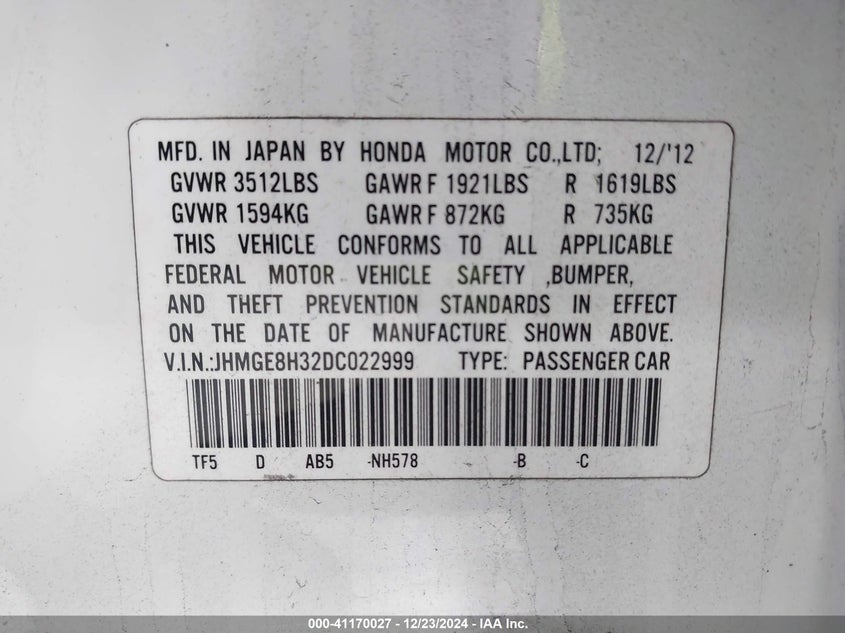 MFD. IN JAPAN BY HONDA MOTOR CO.,LTD; 12/'12
GVWR 3512LBS GAWR F 1921LBS R 1619LBS
GVWR 1594KG GAWR F 872KG R 735KG
THIS VEHICLE CONFORMS TO ALL APPLICABLE
FEDERAL MOTOR VEHICLE SAFETY ,BUMPER,
AND THEFT PREVENTION STANDARDS IN EFFECT
ON THE DATE OF MANUFACTURE SHOWN ABOVE.
V.I.N.:JHMGE8H32DC022999 TYPE: PASSENGER CAR
TF5 D AB5 -NH578 -B -C
000-41170027 - 12/23/2024 - IAA Inc.